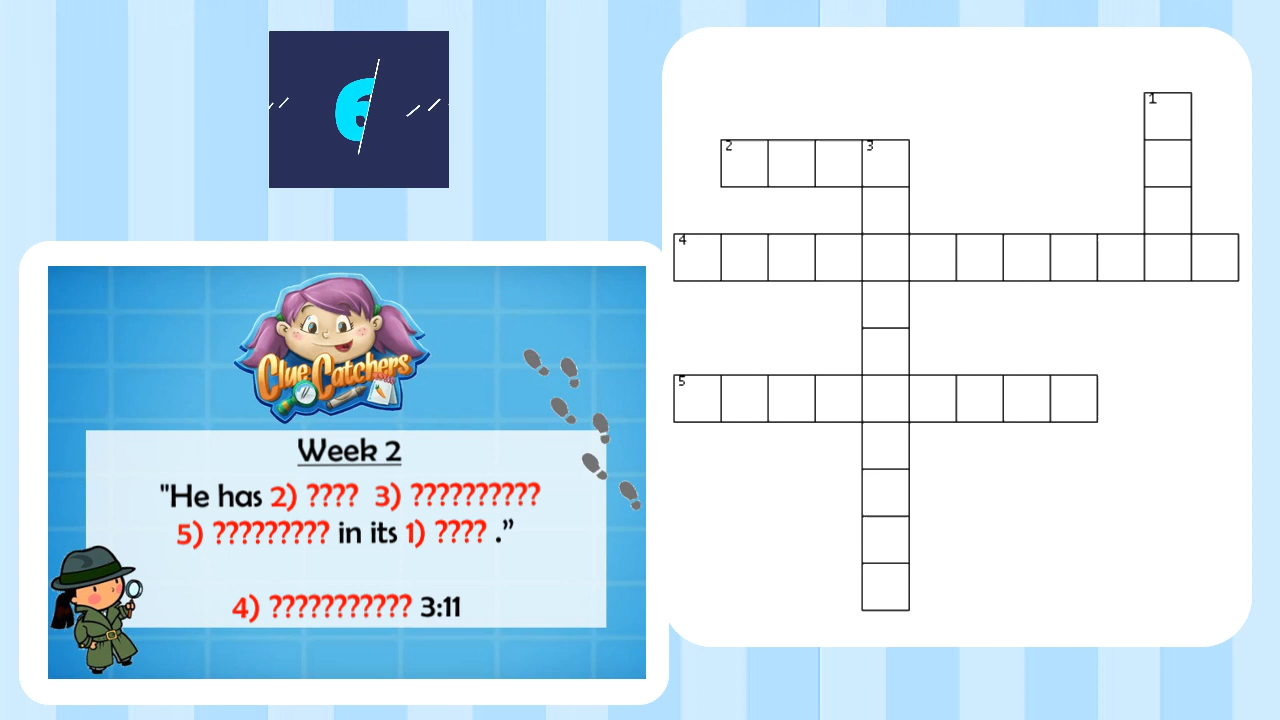 1
2
3
4
5
Clue Catchers
Week 2
"He has 2) ???? 3) ??????????
5) ????????? in its 1) ???? .”
4) ??????????? 3:11